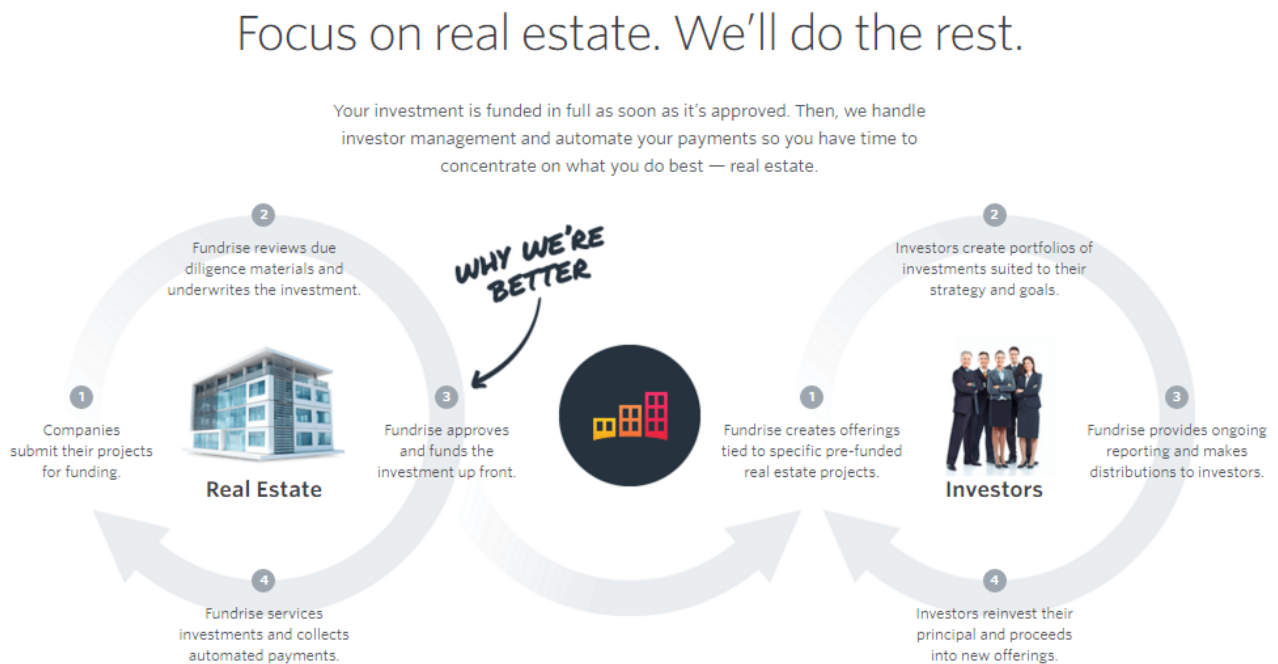 Focus on real estate. We'll do the rest.
Your investment is funded in full as soon as it's approved. Then, we handle
investor management and automate your payments so you have time to
concentrate on what you do best — real estate.
2
Fundrise reviews due
diligence materials and
underwrites the investment.
WHY WE'RE
BETTER
1
Companies
submit their projects
for funding.
3
Fundrise approves
and funds the
investment up front.
Real Estate
4
Fundrise services
investments and collects
automated payments.
2
Investors create portfolios of
investments suited to their
strategy and goals.
1
Fundrise creates offerings
tied to specific pre-funded
real estate projects.
3
Fundrise provides ongoing
reporting and makes
distributions to investors.
Investors
4
Investors reinvest their
principal and proceeds
into new offerings.